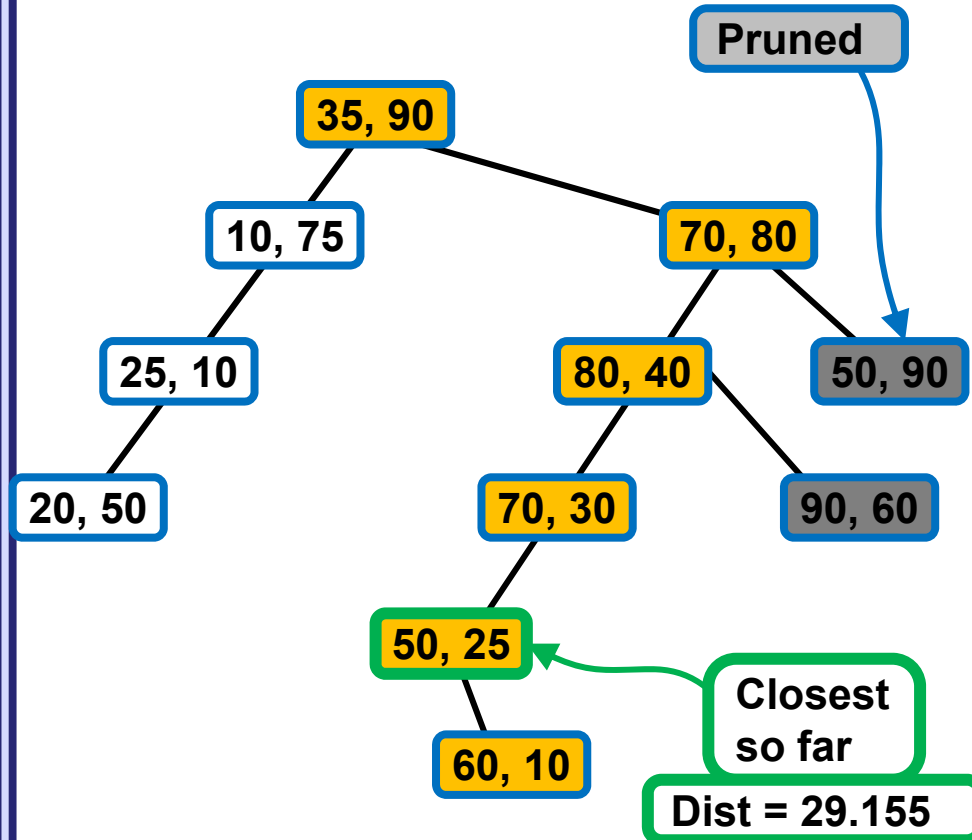 Pruned
35, 90
10, 75
70, 80
25, 10
80, 40
50, 90
20, 50
70, 30
90, 60
50, 25
Closest
so far
60, 10
Dist = 29.155